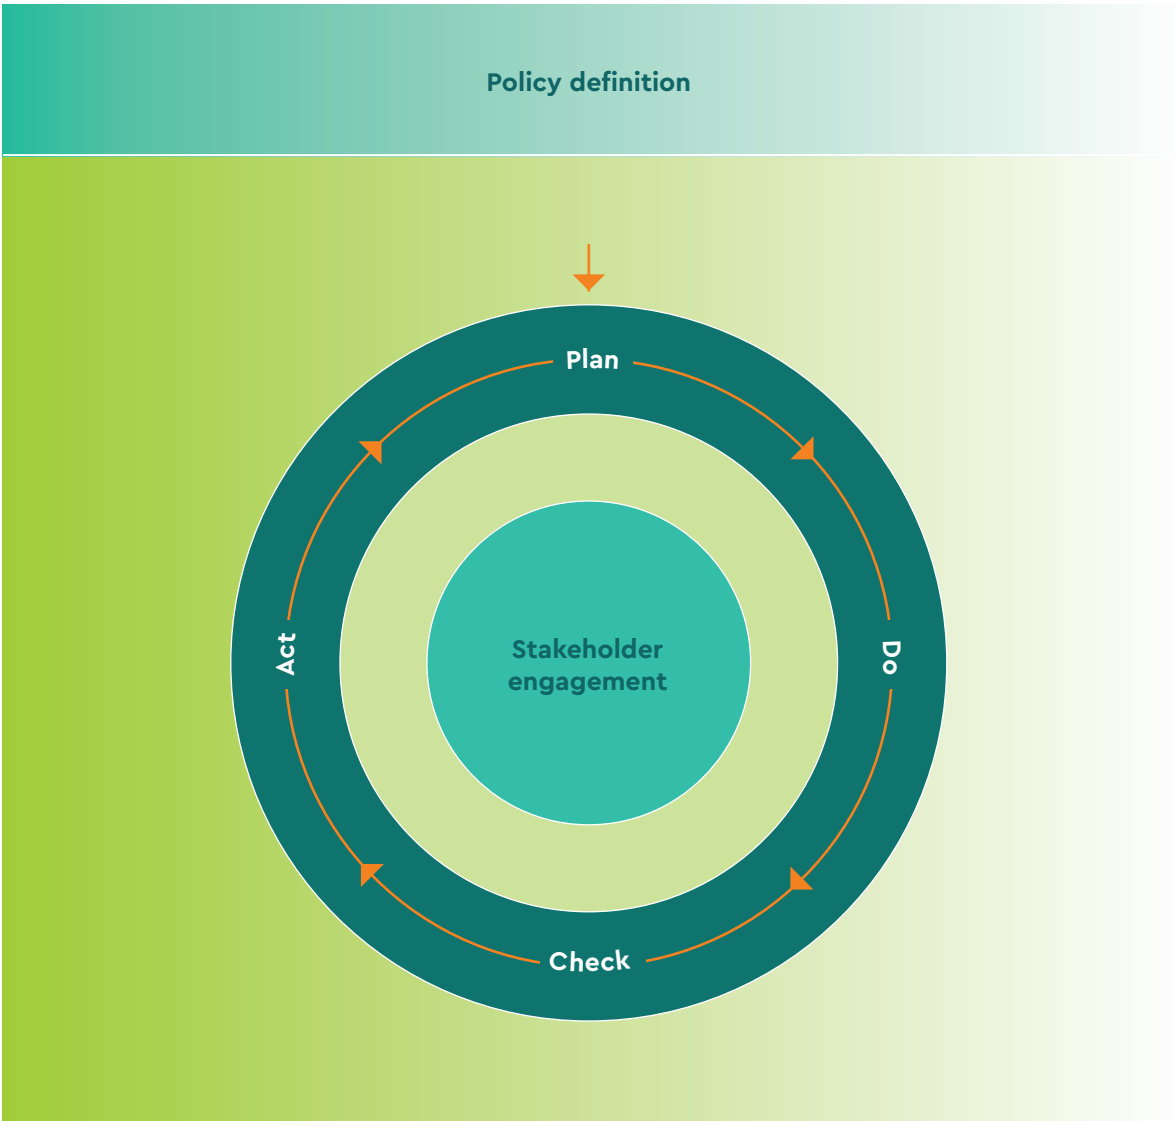 Policy definition
Plan
Act
Do
Stakeholder
engagement
Check